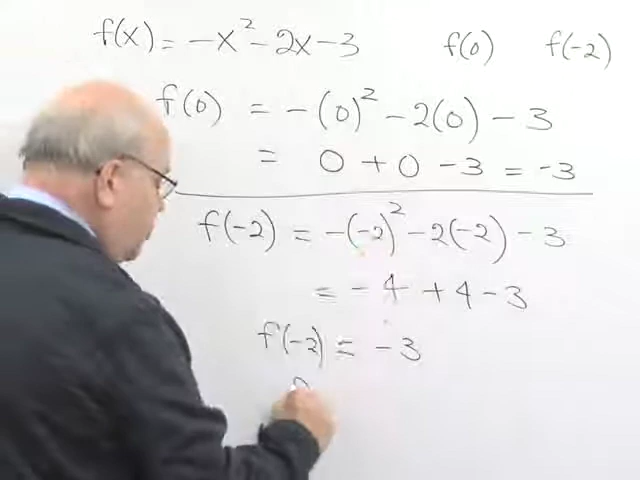 f(x) = -x² - 2x - 3 f(0) f(-2)
f(0) = -(0)² - 2(0) - 3
= 0 + 0 - 3 = -3
f(-2) = -(-2)² - 2(-2) - 3
= -4 + 4 - 3
f(-2) = -3